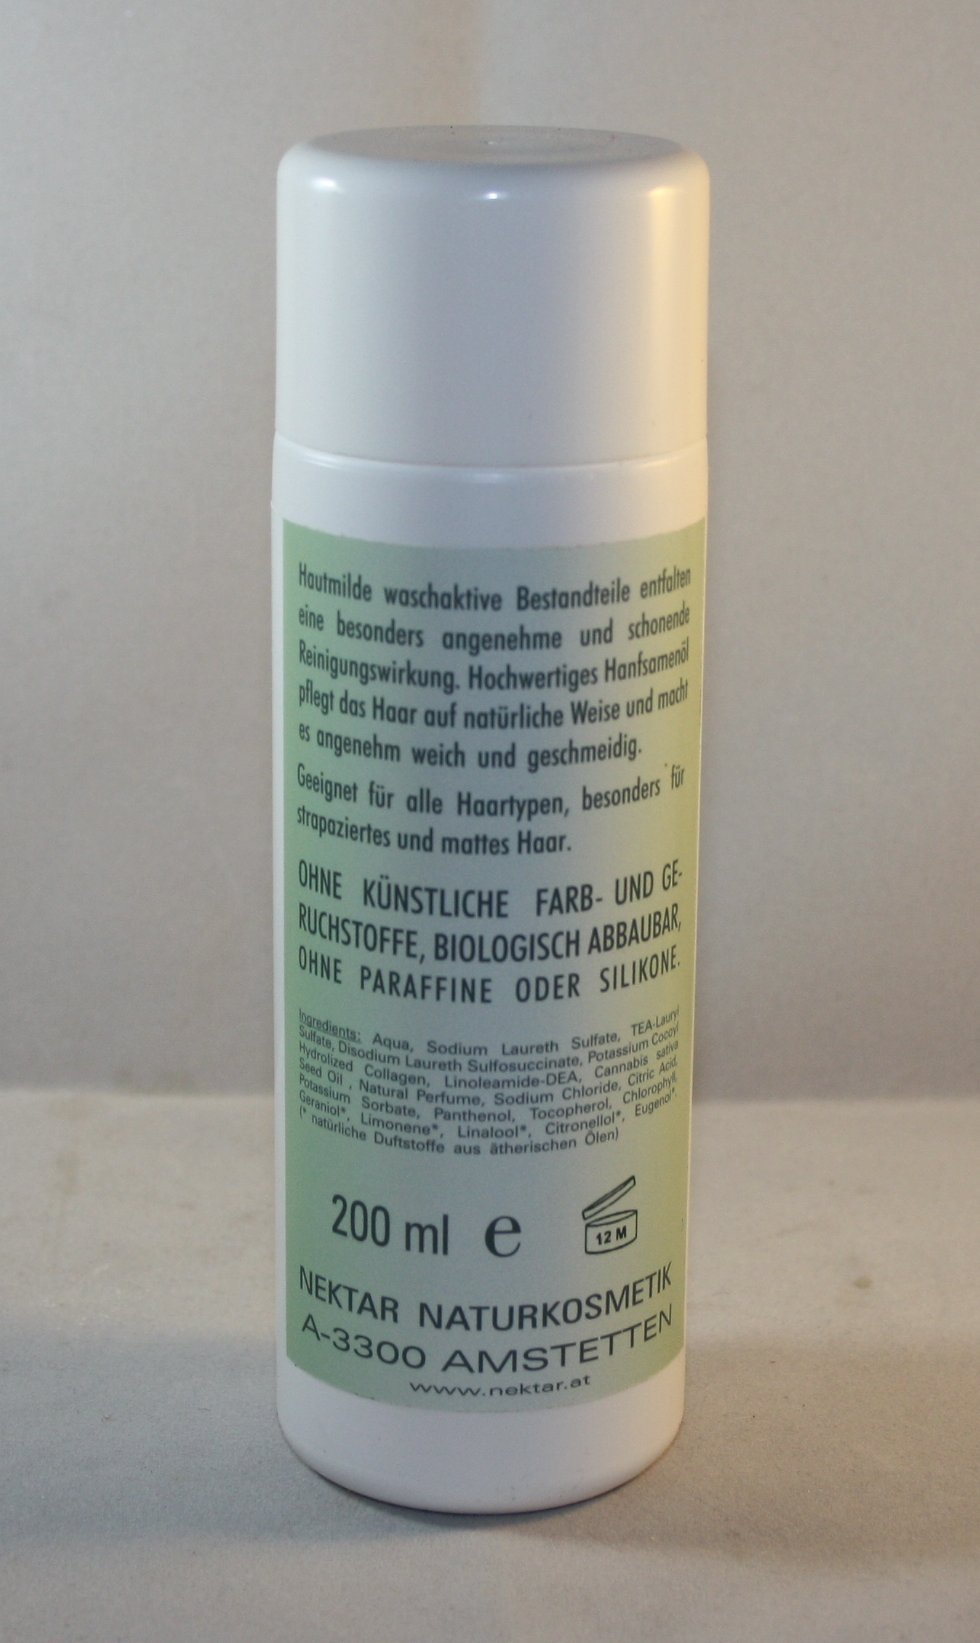 Hautmilde waschaktive Bestandteile entfalten
eine besonders angenehme und schonende
Reinigungswirkung. Hochwertiges Hanfsamenöl
pflegt das Haar auf natürliche Weise und macht
es angenehm weich und geschmeidig.
Geeignet für alle Haartypen, besonders für
strapaziertes und mattes Haar.
OHNE KÜNSTLICHE FARB- UND GE-
RUCHSTOFFE, BIOLOGISCH ABBAUBAR,
OHNE PARAFFINE ODER SILIKONE.
Ingredients: Aqua, Sodium Laureth Sulfate, TEA-Lauryl
Sulfate, Disodium Laureth Sulfosuccinate, Potassium Cocoyl
Hydrolized Collagen, Linoleamide-DEA, Cannabis sativa
Seed Oil , Natural Perfume, Sodium Chloride, Citric Acid,
Potassium Sorbate, Panthenol, Tocopherol, Chlorophyll,
Geraniol*, Limonene*, Linalool*, Citronellol*, Eugenol*.
(* natürliche Duftstoffe aus ätherischen Ölen)
200 ml e
12 M
NEKTAR NATURKOSMETIK
A-3300 AMSTETTEN
www.nektar.at